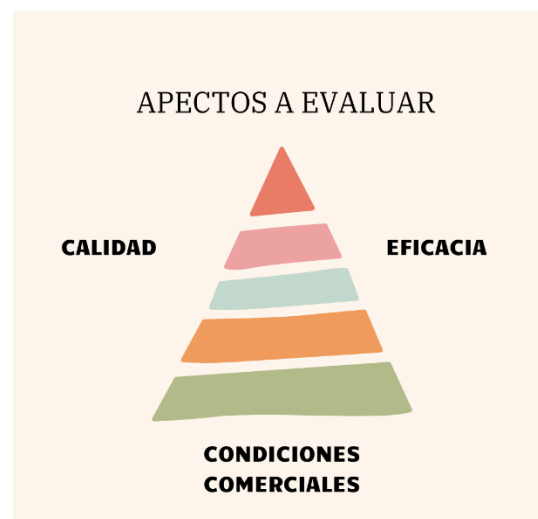 APECTOS A EVALUAR
CALIDAD
EFICACIA
CONDICIONES
COMERCIALES